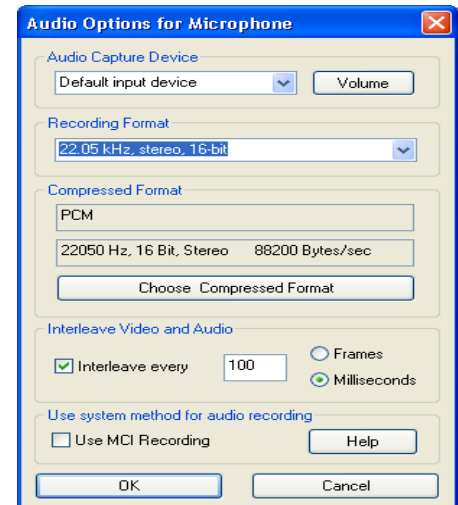 Audio Options for Microphone
Audio Capture Device
Default input device Volume
Recording Format
22.05 kHz, stereo, 16-bit
Compressed Format
PCM
22050 Hz, 16 Bit, Stereo 88200 Bytes/sec
Choose Compressed Format
Interleave Video and Audio
Interleave every 100 Frames
Milliseconds
Use system method for audio recording
Use MCI Recording Help
OK Cancel